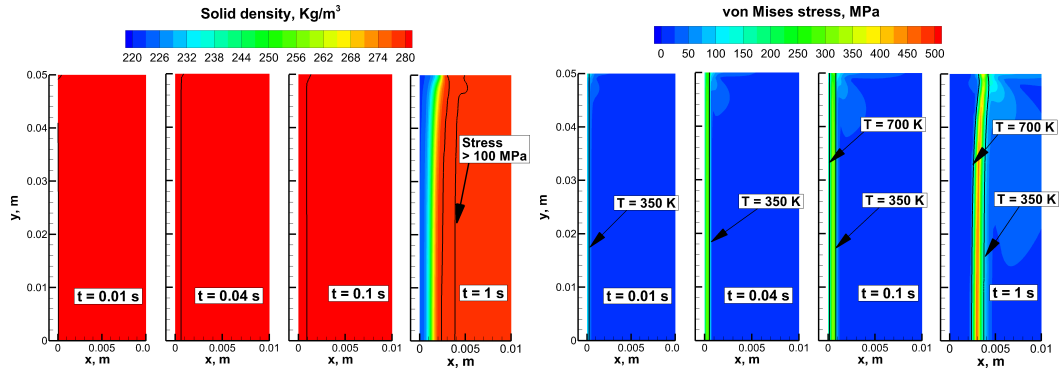 Solid density, Kg/m³
220 226 232 238 244 250 256 262 268 274 280
0.05
0.04
0.03
0.02
0.01
0
y, m
Stress
> 100 MPa
t = 0.01 s
t = 0.04 s
t = 0.1 s
t = 1 s
0 0.005 0.0
0 0.005 0.01
0 0.005 0.01
0 0.005 0.01
x, m
x, m
x, m
x, m
von Mises stress, MPa
0 50 100 150 200 250 300 350 400 450 500
0.05
0.04
0.03
0.02
0.01
0
y, m
T = 700 K
T = 700 K
T = 350 K
T = 350 K
T = 350 K
T = 350 K
t = 0.01 s
t = 0.04 s
t = 0.1 s
t = 1 s
0 0.005 0.0
0 0.005 0.01
0 0.005 0.01
0 0.005 0.01
x, m
x, m
x, m
x, m